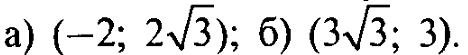 а) (−2; 2√3); б) (3√3; 3).